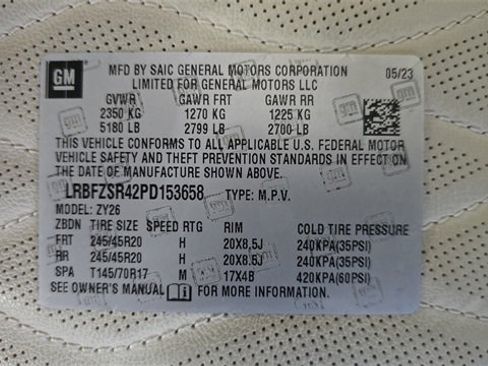 GM
MFD BY SAIC GENERAL MOTORS CORPORATION 05/23
LIMITED FOR GENERAL MOTORS LLC
GVWR GAWR FRT GAWR RR
2350 KG 1270 KG 1225 KG
5180 LB 2799 LB 2700 LB
THIS VEHICLE CONFORMS TO ALL APPLICABLE U.S. FEDERAL MOTOR
VEHICLE SAFETY AND THEFT PREVENTION STANDARDS IN EFFECT ON
THE DATE OF MANUFACTURE SHOWN ABOVE.
LRBFZSR42PD153658 TYPE: M.P.V.
MODEL: ZY26
ZBDN TIRE SIZE SPEED RTG RIM COLD TIRE PRESSURE
FRT 245/45R20 H 20X8.5J 240KPA(35PSI)
RR 245/45R20 H 20X8.5J 240KPA(35PSI)
SPA T145/70R17 M 17X4B 420KPA(60PSI)
SEE OWNER'S MANUAL FOR MORE INFORMATION.